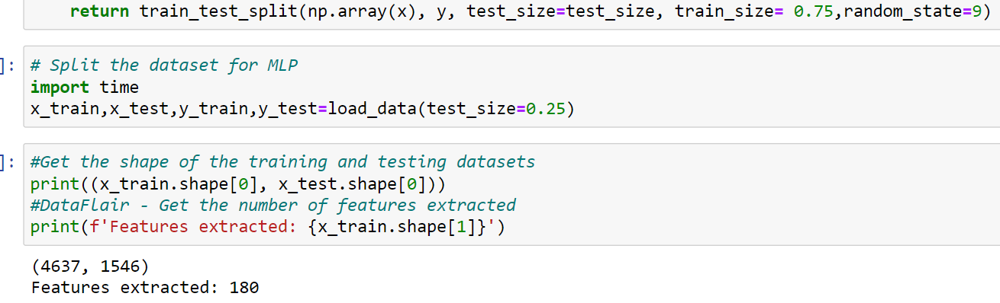 return train_test_split(np.array(x), y, test_size=test_size, train_size= 0.75,random_state=9)
]:
# Split the dataset for MLP
import time
x_train,x_test,y_train,y_test=load_data(test_size=0.25)
]:
#Get the shape of the training and testing datasets
print((x_train.shape[0], x_test.shape[0]))
#DataFlair - Get the number of features extracted
print(f'Features extracted: {x_train.shape[1]}')
(4637, 1546)
Features extracted: 180